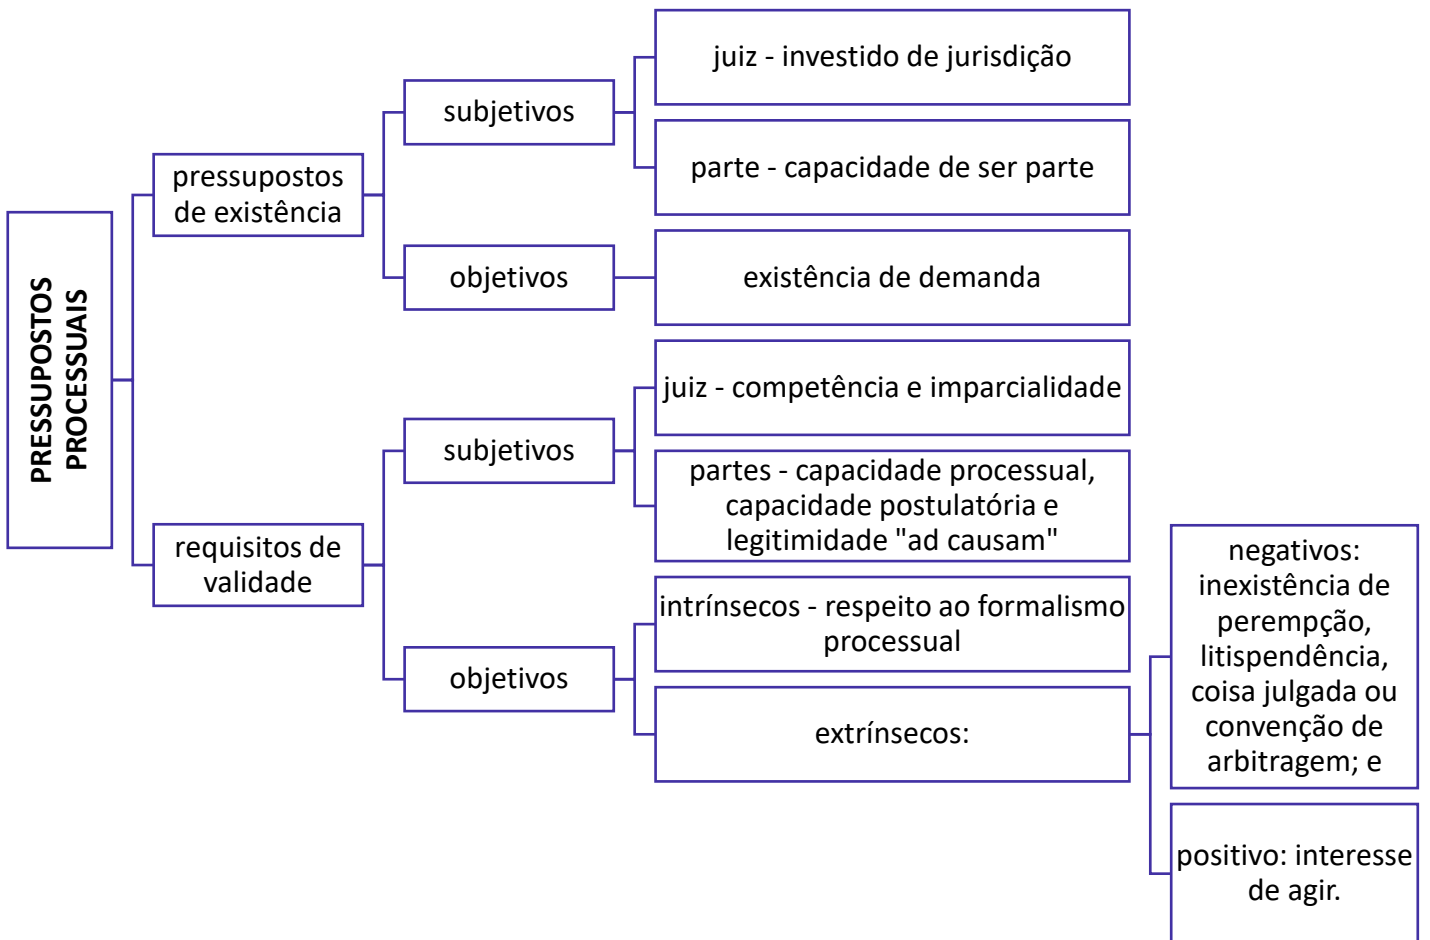 PRESSUPOSTOS
PROCESSUAIS
pressupostos
de existência
subjetivos
juiz - investido de jurisdição
parte - capacidade de ser parte
objetivos
existência de demanda
requisitos de
validade
subjetivos
juiz - competência e imparcialidade
partes - capacidade processual,
capacidade postulatória e
legitimidade "ad causam"
objetivos
intrínsecos - respeito ao formalismo
processual
extrínsecos:
negativos:
inexistência de
perempção,
litispendência,
coisa julgada ou
convenção de
arbitragem; e
positivo: interesse
de agir.